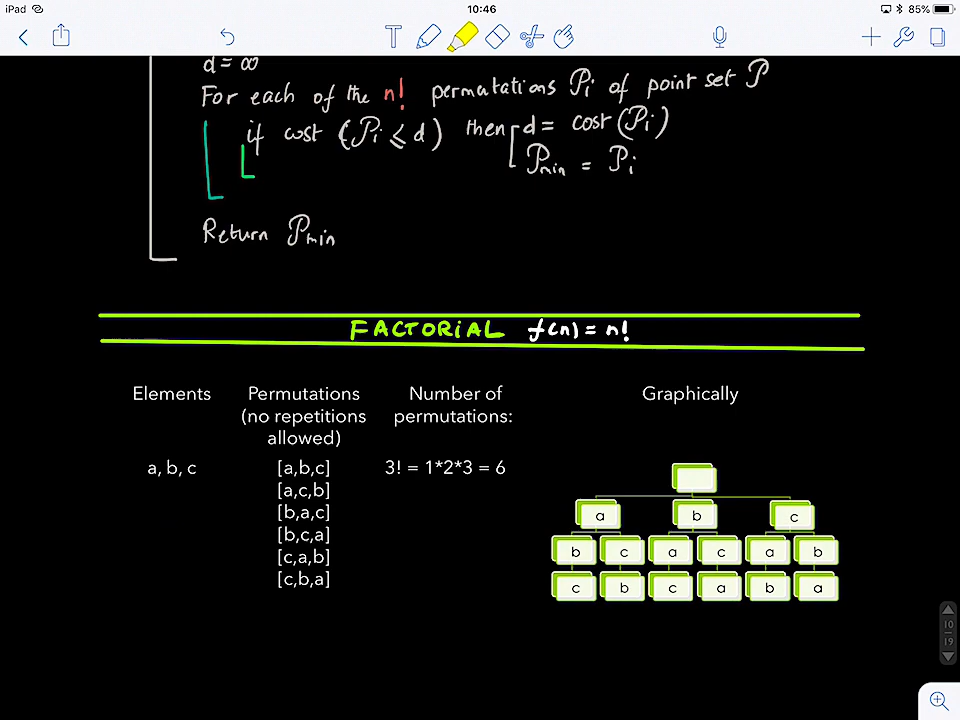 iPad 10:46 85%
d = ∞
For each of the n! permutations Pi of point set P
if cost (Pi ≤ d) then d = cost (Pi)
Pmin = Pi
Return Pmin
FACTORiAL f(n) = n!
Elements Permutations (no repetitions allowed) Number of permutations: Graphically
a, b, c [a,b,c] 3! = 1*2*3 = 6
[a,c,b]
[b,a,c]
[b,c,a]
[c,a,b]
[c,b,a]
a b c
b c a c a b
c b c a b a
10
19